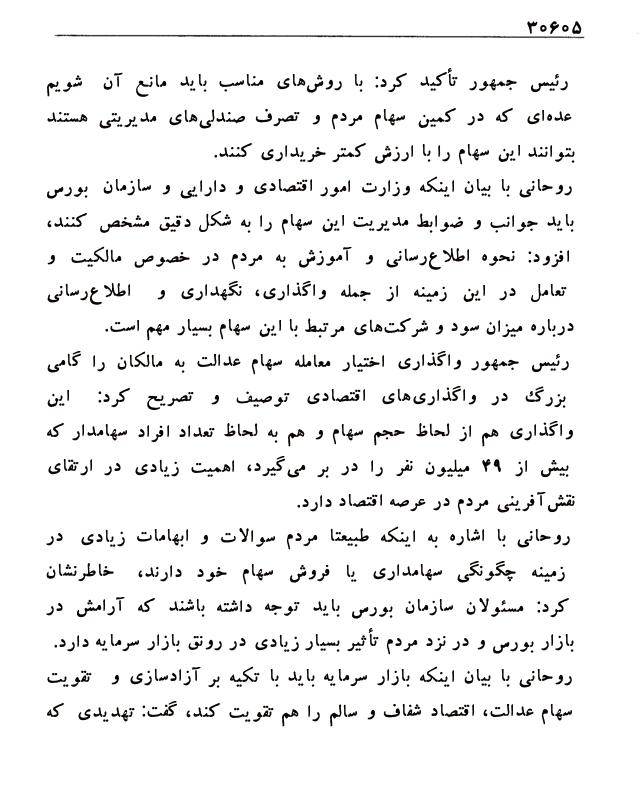 ۳۰۶۰۵
رئیس جمهور تأکید کرد: با روش‌های مناسب باید مانع آن شویم
عده‌ای که در کمین سهام مردم و تصرف صندلی‌های مدیریتی هستند
بتوانند این سهام را با ارزش کمتر خریداری کنند.
روحانی با بیان اینکه وزارت امور اقتصادی و دارایی و سازمان بورس
باید جوانب و ضوابط مدیریت این سهام را به شکل دقیق مشخص کنند،
افزود: نحوه اطلاع‌رسانی و آموزش به مردم در خصوص مالکیت و
تعامل در این زمینه از جمله واگذاری، نگهداری و اطلاع‌رسانی
درباره میزان سود و شرکت‌های مرتبط با این سهام بسیار مهم است.
رئیس جمهور واگذاری اختیار معامله سهام عدالت به مالکان را گامی
بزرگ در واگذاری‌های اقتصادی توصیف و تصریح کرد: این
واگذاری هم از لحاظ حجم سهام و هم به لحاظ تعداد افراد سهامدار که
بیش از ۴۹ میلیون نفر را در بر می‌گیرد، اهمیت زیادی در ارتقای
نقش‌آفرینی مردم در عرصه اقتصاد دارد.
روحانی با اشاره به اینکه طبیعتا مردم سوالات و ابهامات زیادی در
زمینه چگونگی سهامداری یا فروش سهام خود دارند، خاطرنشان
کرد: مسئولان سازمان بورس باید توجه داشته باشند که آرامش در
بازار بورس و در نزد مردم تأثیر بسیار زیادی در رونق بازار سرمایه دارد.
روحانی با بیان اینکه بازار سرمایه باید با تکیه بر آزادسازی و تقویت
سهام عدالت، اقتصاد شفاف و سالم را هم تقویت کند، گفت: تهدیدی که